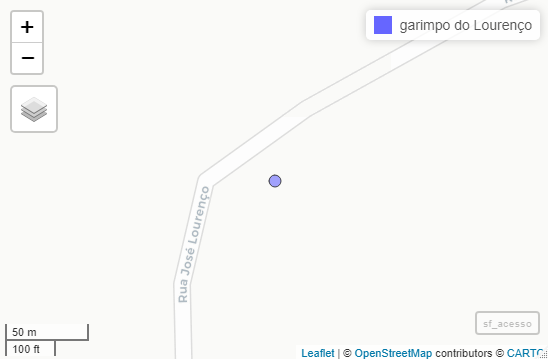 +
garimpo do Lourenço
−
Rua José Lourenço
50 m
100 ft
sf_acesso
Leaflet | © OpenStreetMap contributors © CARTO